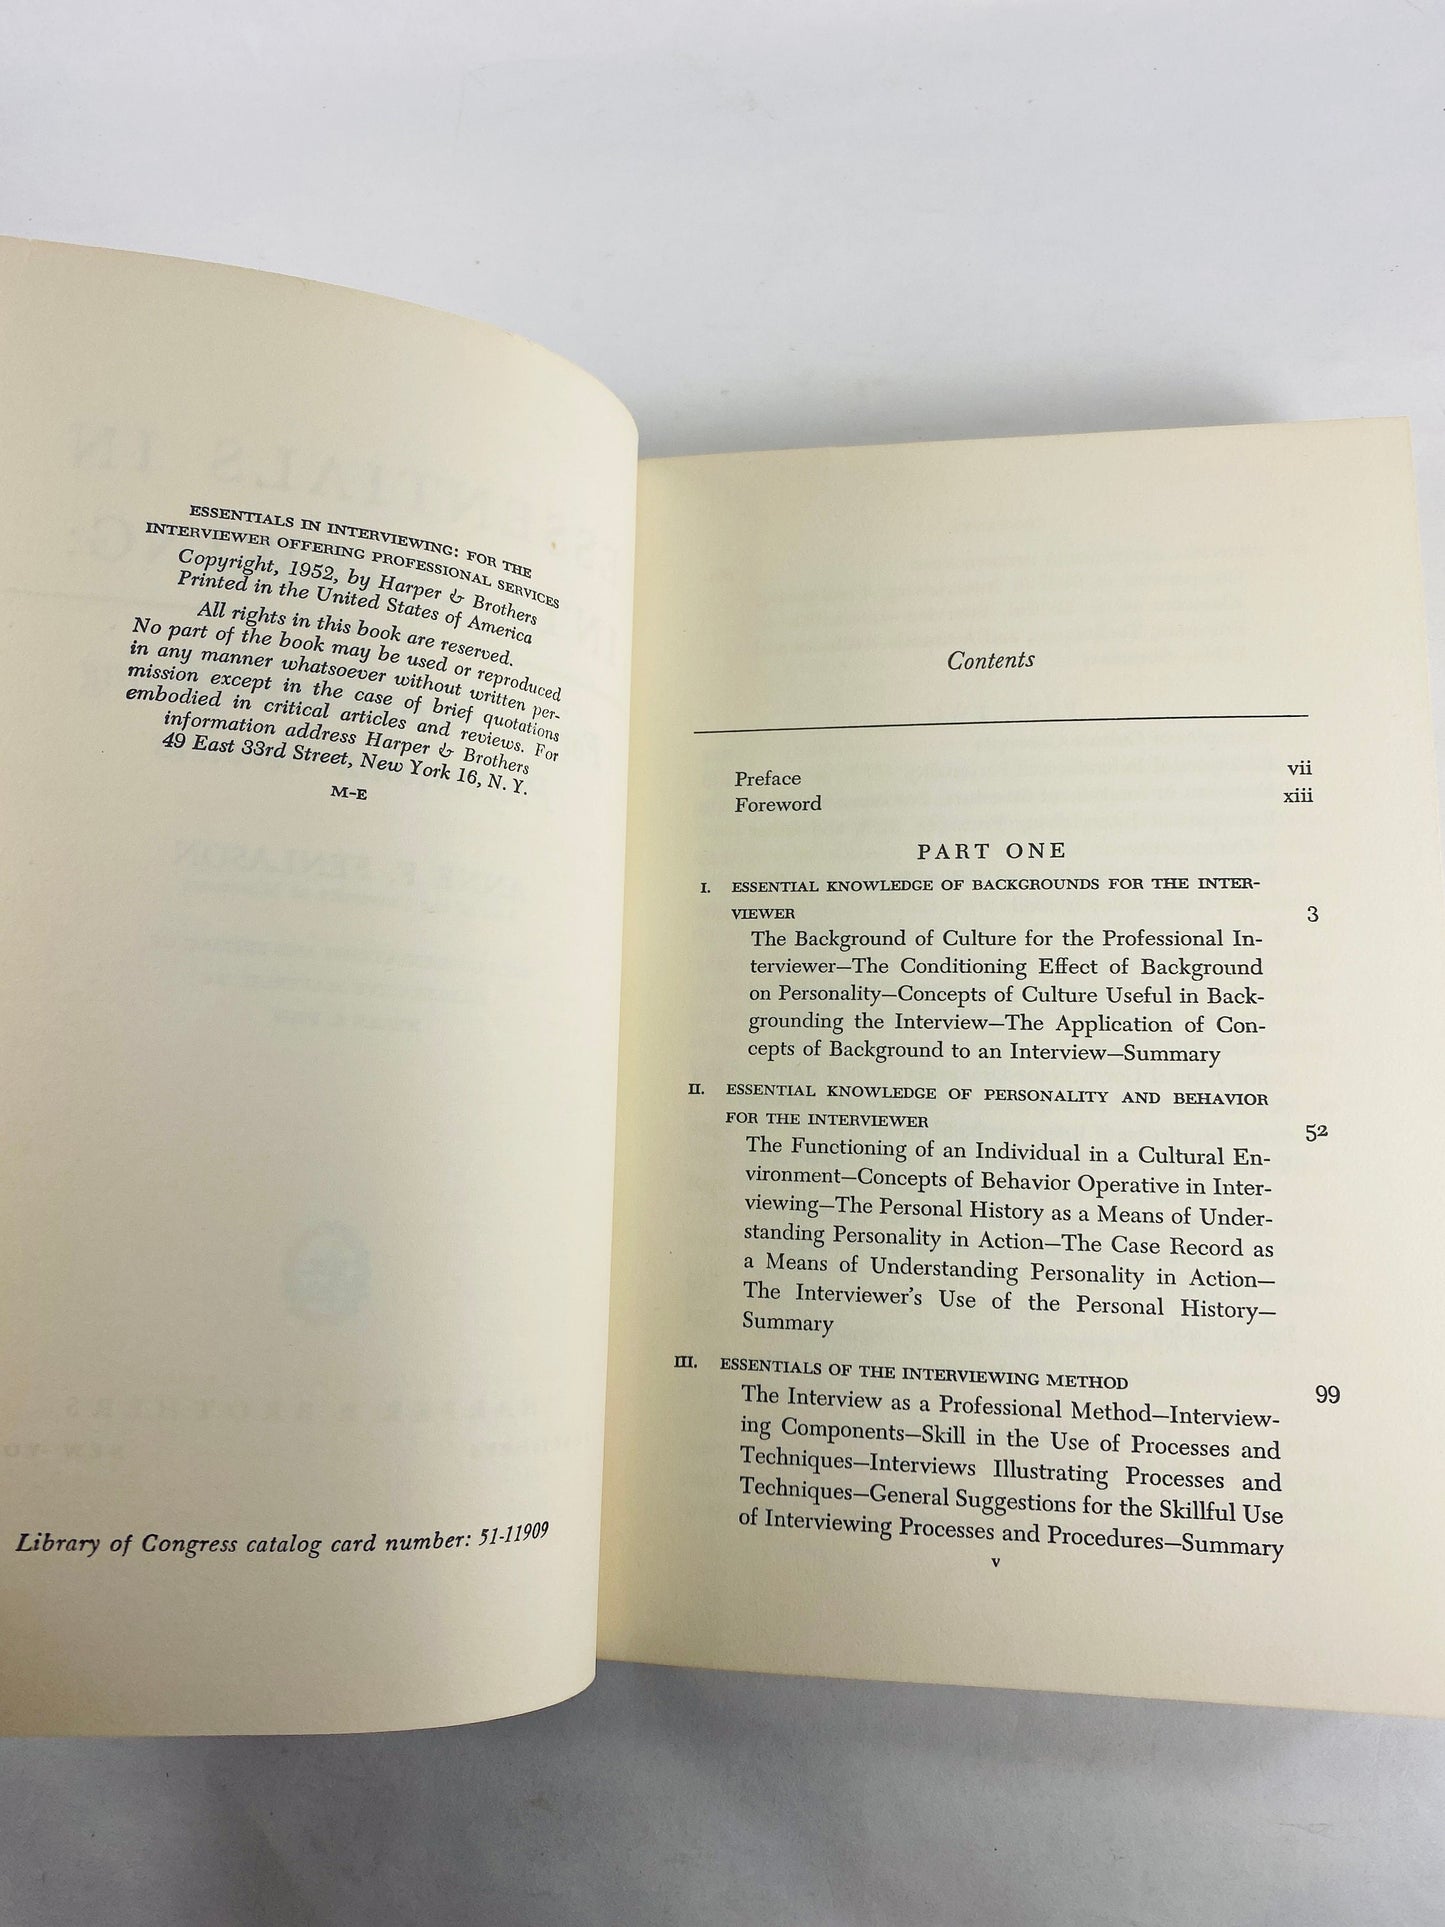 ESSENTIALS IN INTERVIEWING: FOR THE
INTERVIEWER OFFERING PROFESSIONAL SERVICES
Copyright, 1952, by Harper & Brothers
Printed in the United States of America
All rights in this book are reserved.
No part of the book may be used or reproduced
in any manner whatsoever without written per-
mission except in the case of brief quotations
embodied in critical articles and reviews. For
information address Harper & Brothers
49 East 33rd Street, New York 16, N. Y.
M-E
Library of Congress catalog card number: 51-11909
Contents
Preface vii
Foreword xiii
PART ONE
I. ESSENTIAL KNOWLEDGE OF BACKGROUNDS FOR THE INTER-
VIEWER 3
The Background of Culture for the Professional In-
terviewer—The Conditioning Effect of Background
on Personality—Concepts of Culture Useful in Back-
grounding the Interview—The Application of Con-
cepts of Background to an Interview—Summary
II. ESSENTIAL KNOWLEDGE OF PERSONALITY AND BEHAVIOR
FOR THE INTERVIEWER 52
The Functioning of an Individual in a Cultural En-
vironment—Concepts of Behavior Operative in Inter-
viewing—The Personal History as a Means of Under-
standing Personality in Action—The Case Record as
a Means of Understanding Personality in Action—
The Interviewer's Use of the Personal History—
Summary
III. ESSENTIALS OF THE INTERVIEWING METHOD 99
The Interview as a Professional Method—Interview-
ing Components—Skill in the Use of Processes and
Techniques—Interviews Illustrating Processes and
Techniques—General Suggestions for the Skillful Use
of Interviewing Processes and Procedures—Summary
v